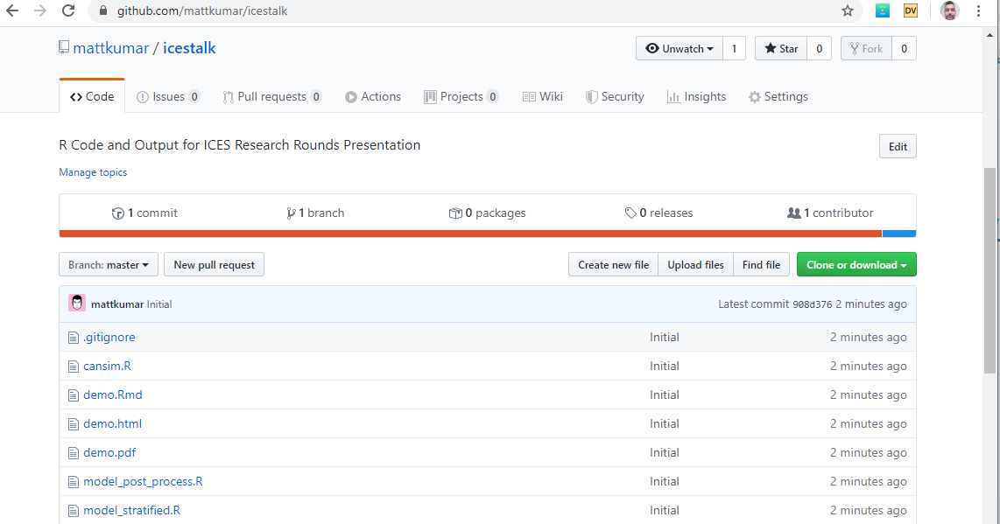 github.com/mattkumar/icestalk
DV
mattkumar / icestalk
Unwatch 1 Star 0 Fork 0
Code Issues 0 Pull requests 0 Actions Projects 0 Wiki Security Insights Settings
R Code and Output for ICES Research Rounds Presentation
Edit
Manage topics
1 commit 1 branch 0 packages 0 releases 1 contributor
Branch: master New pull request Create new file Upload files Find file Clone or download
mattkumar Initial Latest commit 908d376 2 minutes ago
.gitignore Initial 2 minutes ago
cansim.R Initial 2 minutes ago
demo.Rmd Initial 2 minutes ago
demo.html Initial 2 minutes ago
demo.pdf Initial 2 minutes ago
model_post_process.R Initial 2 minutes ago
model_stratified.R Initial 2 minutes ago